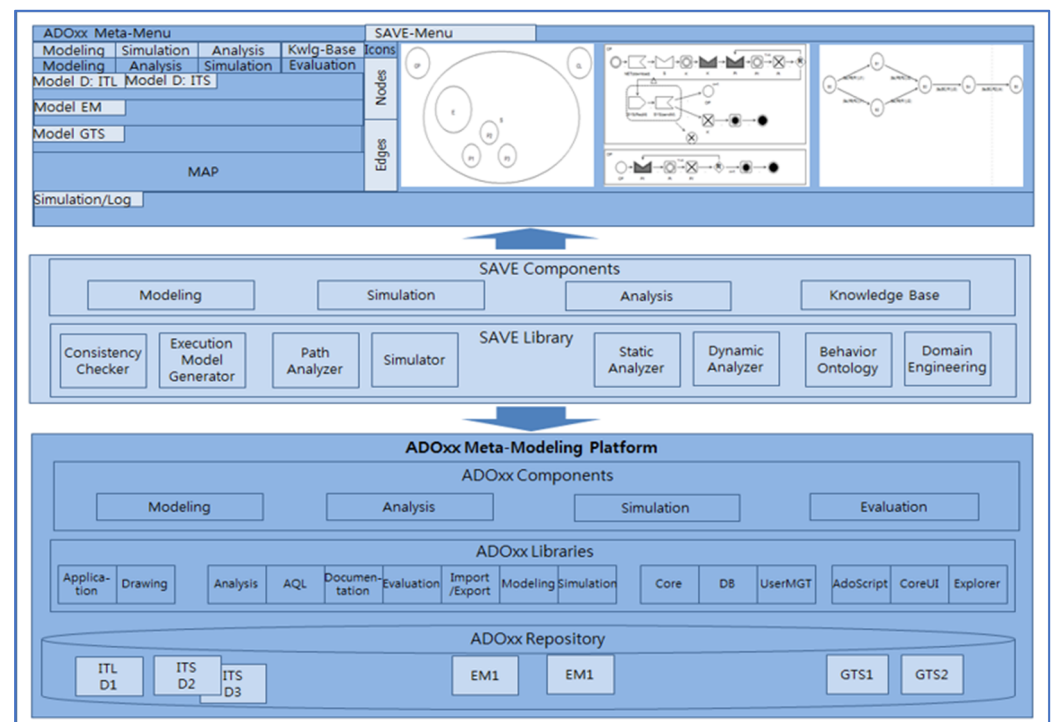 ADOxx Meta-Menu
SAVE-Menu
Modeling Simulation Analysis Kwlg-Base Icons
Modeling Analysis Simulation Evaluation
Model D: ITL Model D: ITS
Model EM
Model GTS
MAP
Simulation/Log
Nodes
Edges
CP
CL
E
S
P2
P1
P3
SAVE Components
Modeling Simulation Analysis Knowledge Base
SAVE Library
Consistency
Checker
Execution
Model
Generator
Path
Analyzer
Simulator
Static
Analyzer
Dynamic
Analyzer
Behavior
Ontology
Domain
Engineering
ADOxx Meta-Modeling Platform
ADOxx Components
Modeling Analysis Simulation Evaluation
ADOxx Libraries
Applica-
tion
Drawing
Analysis
AQL
Documen-
tation
Evaluation
Import
/Export
Modeling
Simulation
Core
DB
UserMGT
AdoScript
CoreUI
Explorer
ADOxx Repository
ITL
D1
ITS
D2
ITS
D3
EM1
EM1
GTS1
GTS2